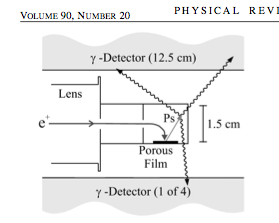 VOLUME 90, NUMBER 20
PHYSICAL REVI
γ-Detector (12.5 cm)
Lens
e+
Ps
1.5 cm
Porous
Film
γ-Detector (1 of 4)